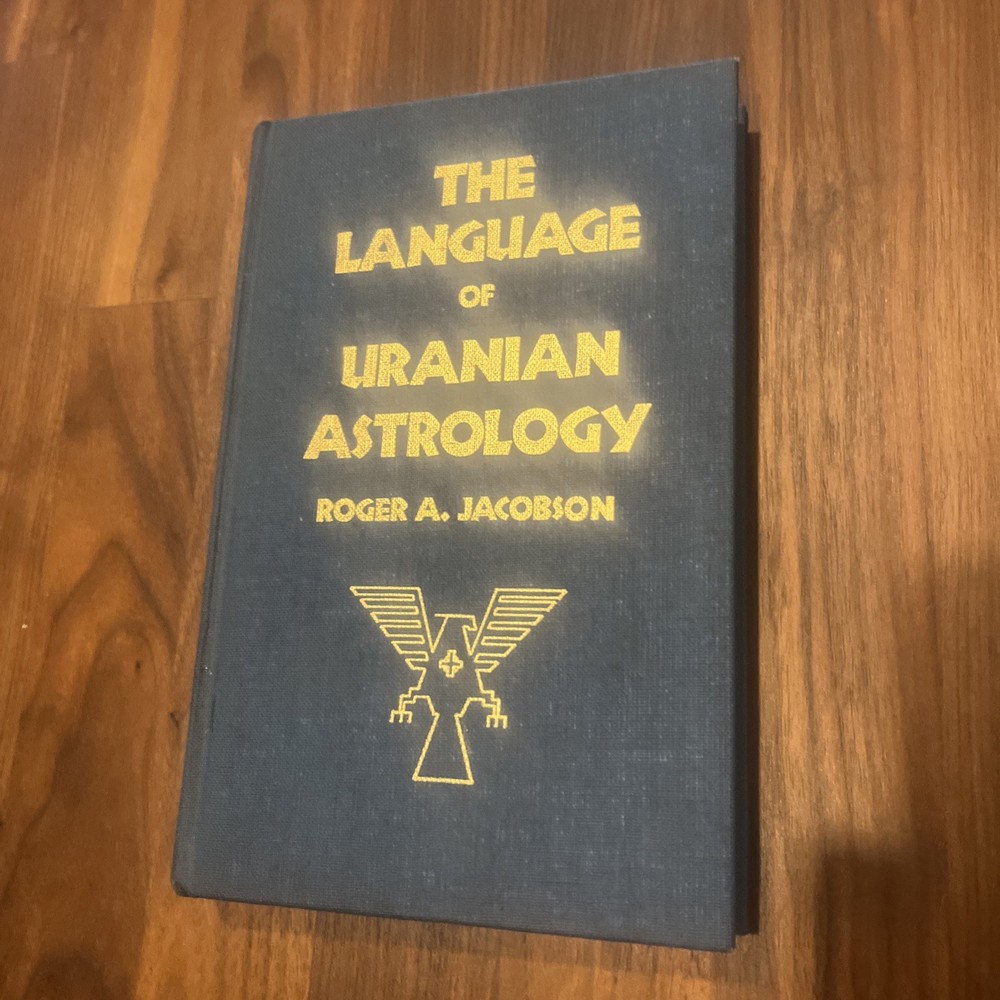 THE
LANGUAGE
OF
URANIAN
ASTROLOGY
ROGER A. JACOBSON